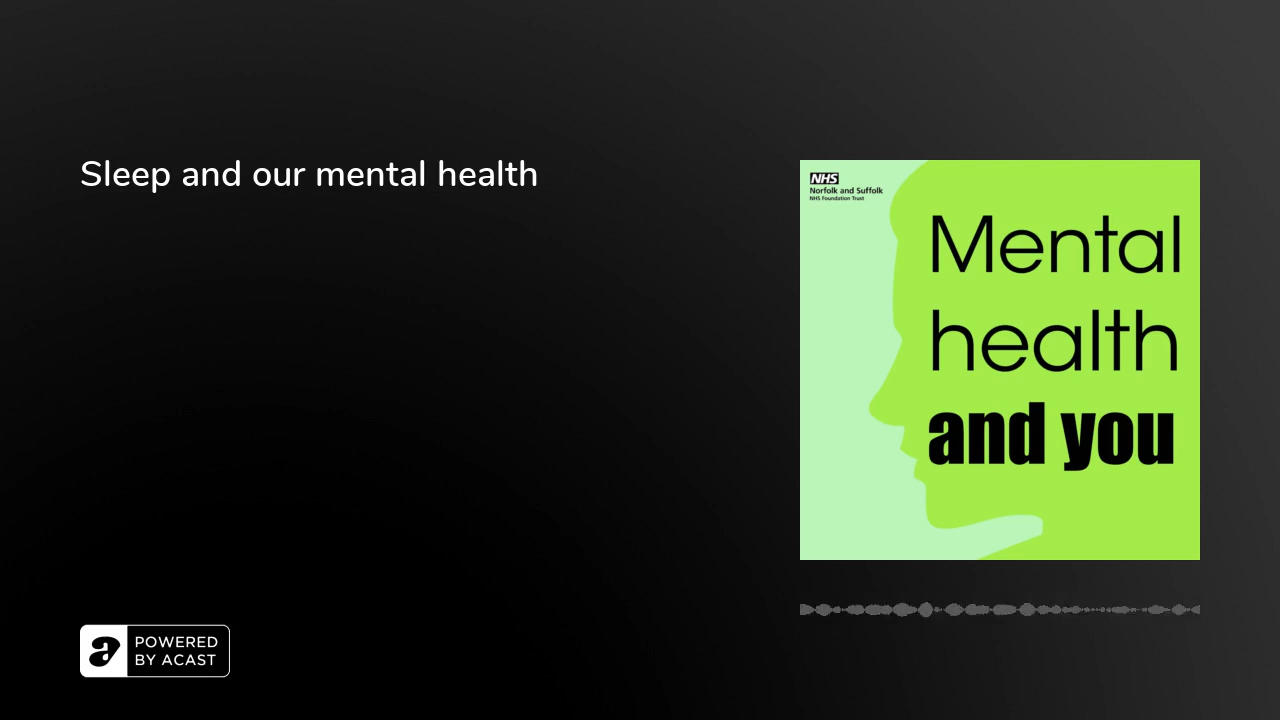 Sleep and our mental health
NHS
Norfolk and Suffolk
NHS Foundation Trust
Mental
health
and you
a
POWERED
BY ACAST